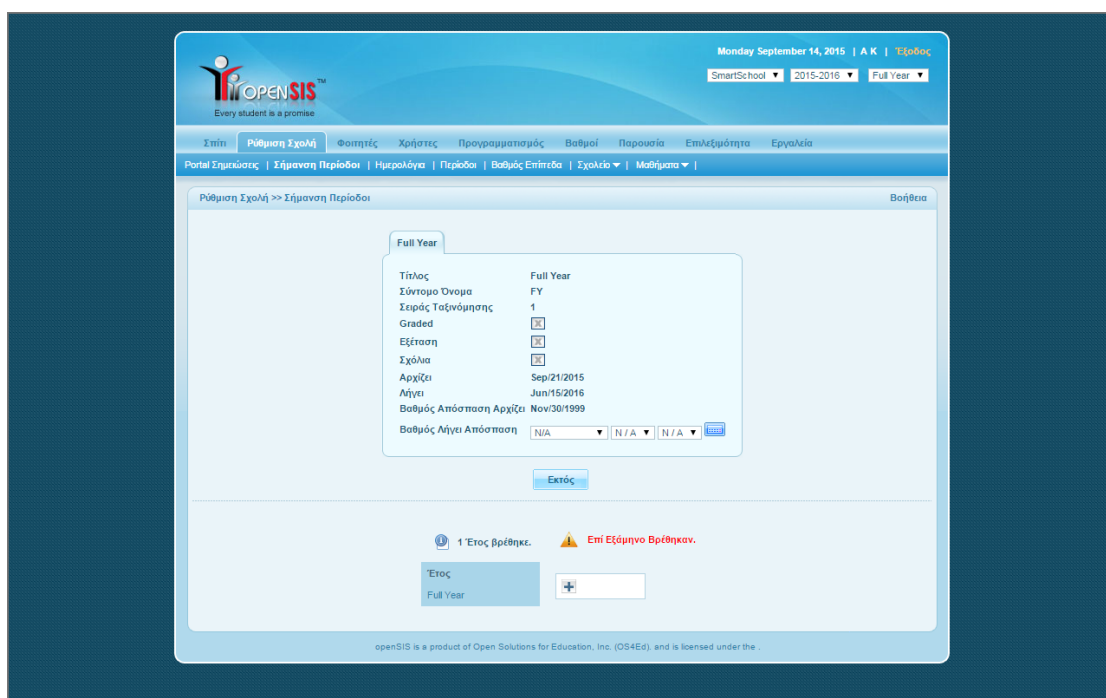 Monday September 14, 2015 | A K | Έξοδος
SmartSchool 2015-2016 Full Year
OPENSIS™
Every student is a promise
Σπίτι Ρύθμιση Σχολή Φοιτητές Χρήστες Προγραμματισμός Βαθμοί Παρουσία Επιλεξιμότητα Εργαλεία
Portal Σημειώσεις | Σήμανση Περίοδοι | Ημερολόγια | Περίοδοι | Βαθμός Επίπεδα | Σχολείο | Μαθήματα |
Ρύθμιση Σχολή >> Σήμανση Περίοδοι Βοήθεια
Full Year
Τίτλος Full Year
Σύντομο Όνομα FY
Σειράς Ταξινόμησης 1
Graded X
Εξέταση X
Σχόλια X
Αρχίζει Sep/21/2015
Λήγει Jun/15/2016
Βαθμός Απόσπαση Αρχίζει Nov/30/1999
Βαθμός Λήγει Απόσπαση N/A N / A N / A
Εκτός
1 Έτος βρέθηκε. Επί Εξάμηνο Βρέθηκαν.
Έτος
Full Year
openSIS is a product of Open Solutions for Education, Inc. (OS4Ed). and is licensed under the .